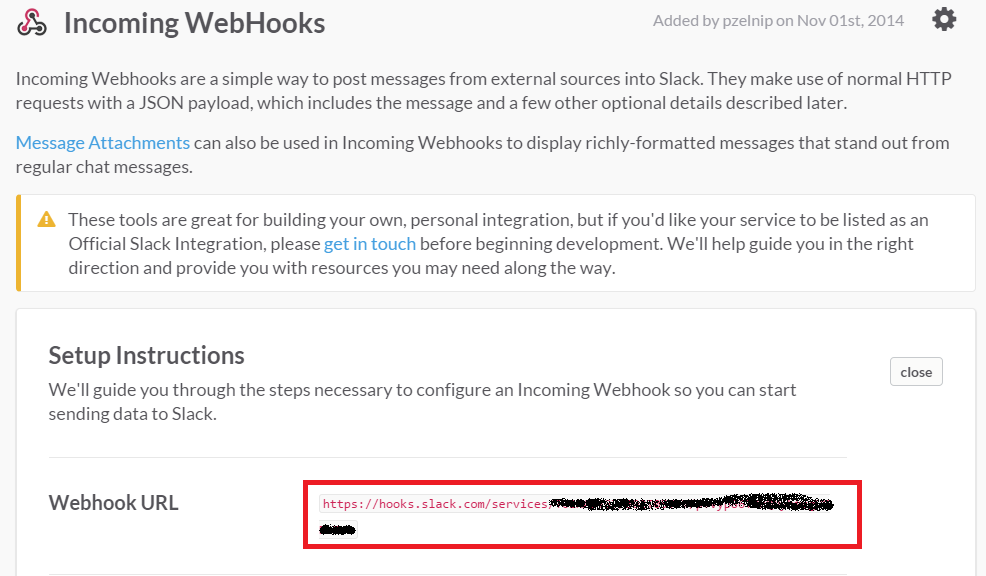 Incoming WebHooks
Added by pzelnip on Nov 01st, 2014
Incoming Webhooks are a simple way to post messages from external sources into Slack. They make use of normal HTTP
requests with a JSON payload, which includes the message and a few other optional details described later.
Message Attachments can also be used in Incoming Webhooks to display richly-formatted messages that stand out from
regular chat messages.
These tools are great for building your own, personal integration, but if you'd like your service to be listed as an
Official Slack Integration, please get in touch before beginning development. We'll help guide you in the right
direction and provide you with resources you may need along the way.
Setup Instructions
close
We'll guide you through the steps necessary to configure an Incoming Webhook so you can start
sending data to Slack.
Webhook URL
https://hooks.slack.com/services/